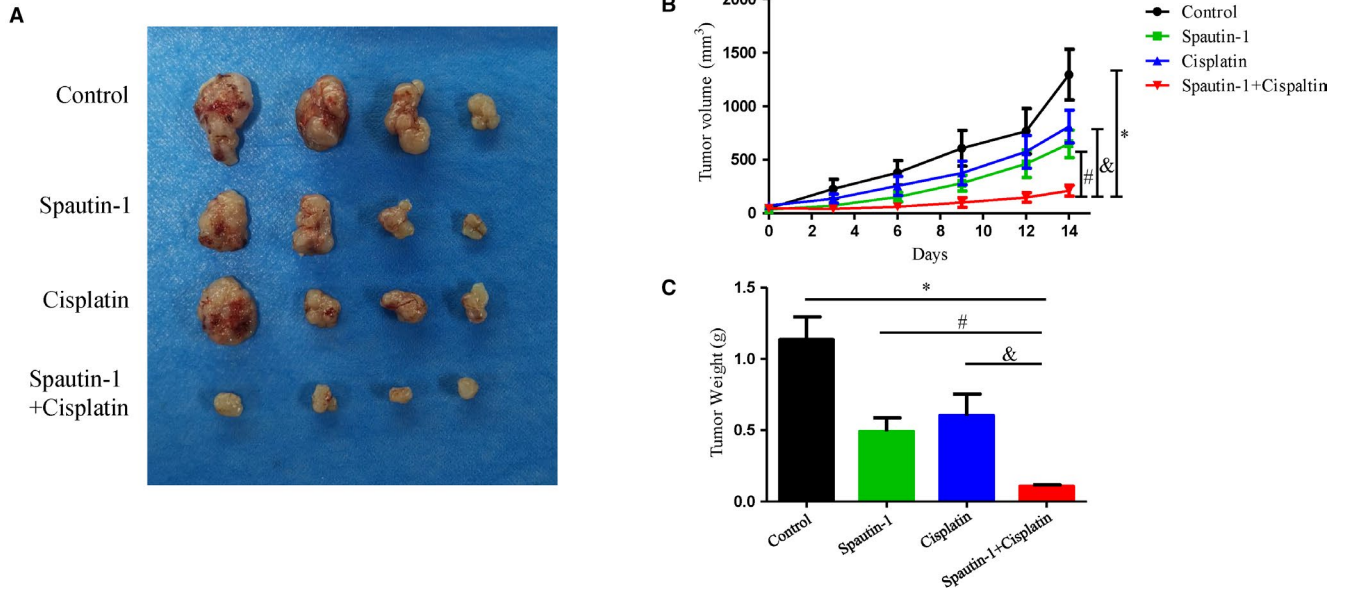 A
Control
Spautin-1
Cisplatin
Spautin-1
+Cisplatin
B
2000
1500
1000
500
0
Tumor volume (mm³)
0 2 4 6 8 10 12 14
Days
# & *
Control
Spautin-1
Cisplatin
Spautin-1+Cispaltin
C
1.5
1.0
0.5
0.0
Tumor Weight (g)
*
#
&
Control
Spautin-1
Cisplatin
Spautin-1+Cisplatin